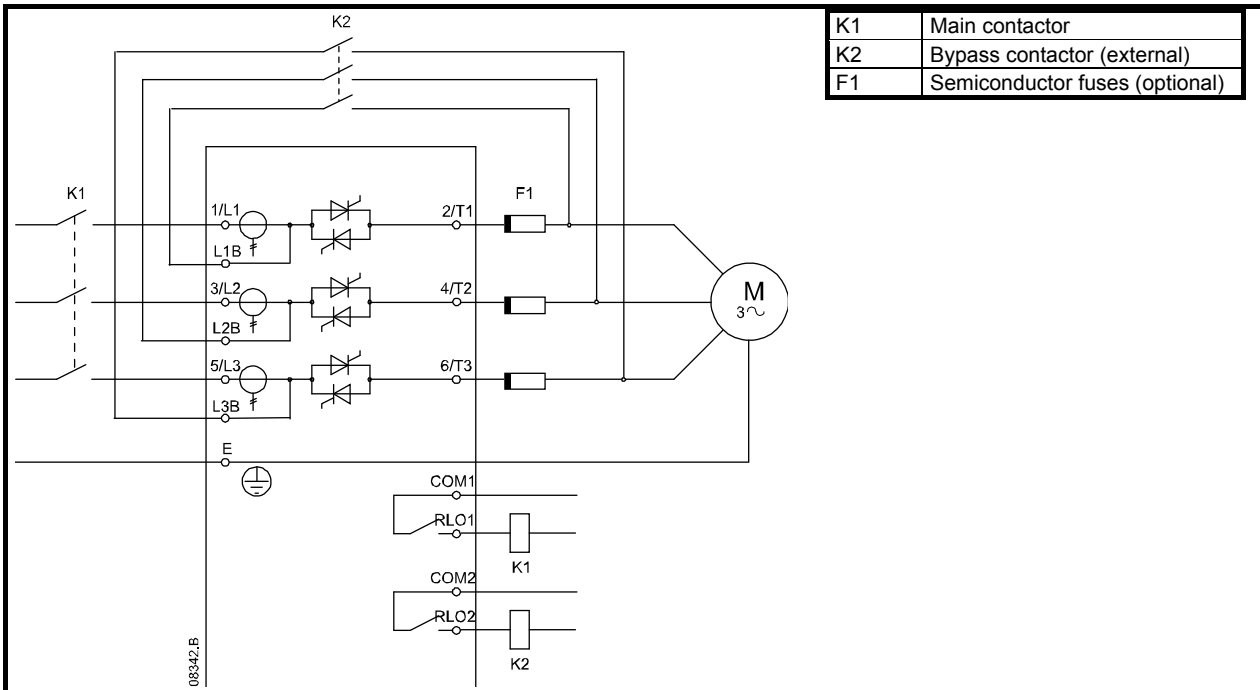 K2
K1 Main contactor
K2 Bypass contactor (external)
F1 Semiconductor fuses (optional)
K1
F1
1/L1
2/T1
L1B
3/L2
4/T2
M
3~
L2B
5/L3
6/T3
L3B
E
COM1
RLO1
K1
COM2
RLO2
K2
08342.B